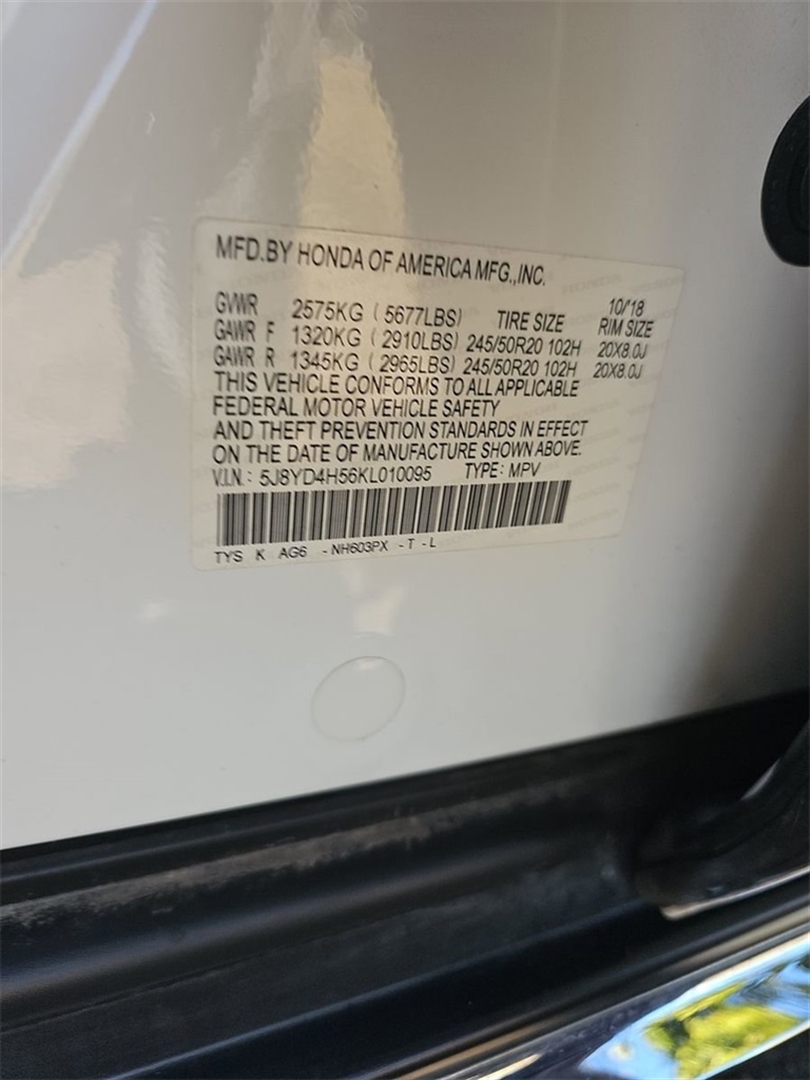 MFD.BY HONDA OF AMERICA MFG.,INC.
10/'18
GVWR 2575KG ( 5677LBS) TIRE SIZE RIM SIZE
GAWR F 1320KG ( 2910LBS) 245/50R20 102H 20X8.0J
GAWR R 1345KG ( 2965LBS) 245/50R20 102H 20X8.0J
THIS VEHICLE CONFORMS TO ALL APPLICABLE
FEDERAL MOTOR VEHICLE SAFETY
AND THEFT PREVENTION STANDARDS IN EFFECT
ON THE DATE OF MANUFACTURE SHOWN ABOVE.
V.I.N.: 5J8YD4H56KL010095 TYPE: MPV
TYS K AG6 -NH603PX -T -L